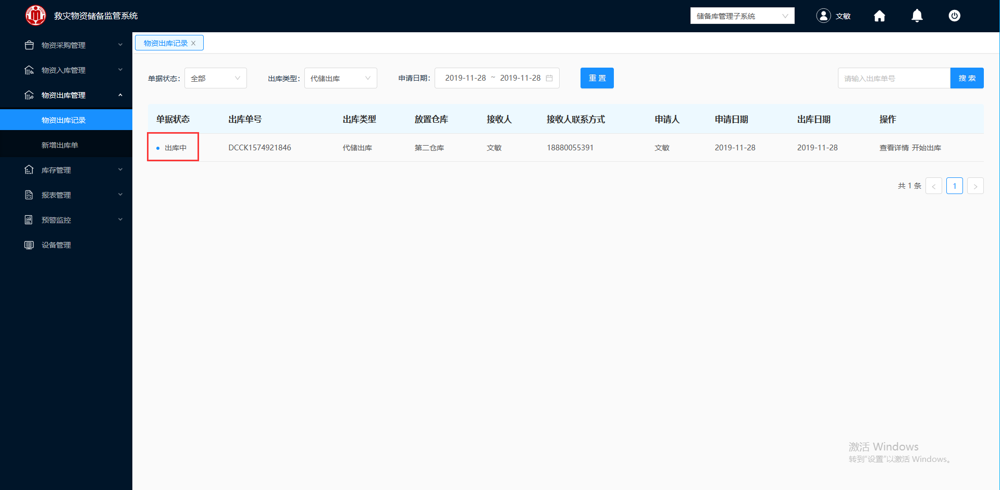 救灾物资储备监管系统
储备库管理子系统
文敏
物资采购管理
物资入库管理
物资出库管理
物资出库记录
新增出库单
库存管理
报表管理
预警监控
设备管理
物资出库记录
单据状态: 全部 出库类型: 代储出库 申请日期: 2019-11-28 ~ 2019-11-28 重 置 请输入出库单号 搜 索
单据状态 出库单号 出库类型 放置仓库 接收人 接收人联系方式 申请人 申请日期 出库日期 操作
出库中 DCCK1574921846 代储出库 第二仓库 文敏 18880055391 文敏 2019-11-28 2019-11-28 查看详情 开始出库
共 1 条 < 1 >
激活 Windows
转到"设置"以激活 Windows。